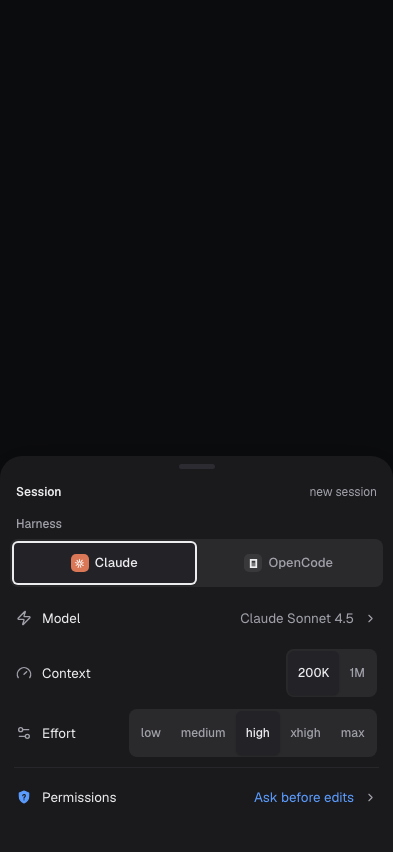 Session new session
Harness
Claude OpenCode
Model Claude Sonnet 4.5
Context 200K 1M
Effort low medium high xhigh max
Permissions Ask before edits